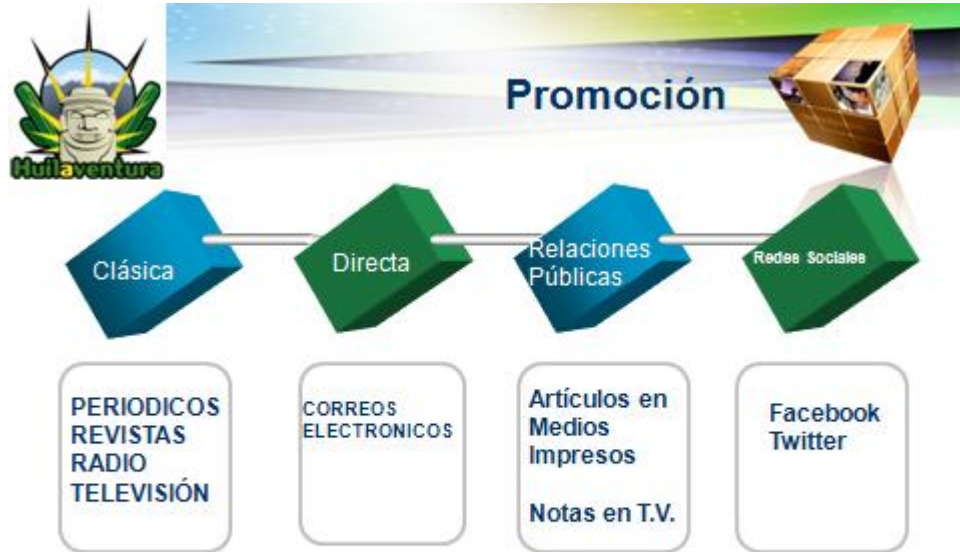 Huilaventura
Promoción
Clásica
Directa
Relaciones
Públicas
Redes Sociales
PERIODICOS
REVISTAS
RADIO
TELEVISIÓN
CORREOS
ELECTRONICOS
Artículos en
Medios
Impresos
Notas en T.V.
Facebook
Twitter